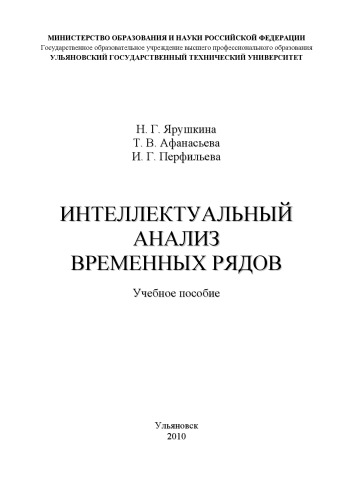 МИНИСТЕРСТВО ОБРАЗОВАНИЯ И НАУКИ РОССИЙСКОЙ ФЕДЕРАЦИИ
Государственное образовательное учреждение высшего профессионального образования
УЛЬЯНОВСКИЙ ГОСУДАРСТВЕННЫЙ ТЕХНИЧЕСКИЙ УНИВЕРСИТЕТ
Н. Г. Ярушкина
Т. В. Афанасьева
И. Г. Перфильева
ИНТЕЛЛЕКТУАЛЬНЫЙ
АНАЛИЗ
ВРЕМЕННЫХ РЯДОВ
Учебное пособие
Ульяновск
2010